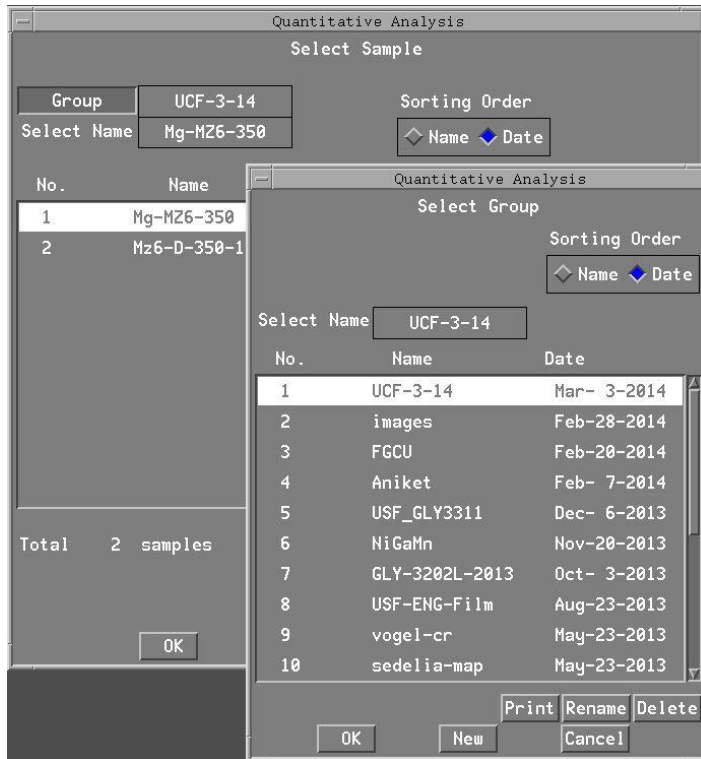 Quantitative Analysis
Select Sample
Group UCF-3-14
Sorting Order
Select Name Mg-MZ6-350
Name Date
No. Name
1 Mg-MZ6-350
2 Mz6-D-350-1
Total 2 samples
OK
Quantitative Analysis
Select Group
Sorting Order
Name Date
Select Name UCF-3-14
No. Name Date
1 UCF-3-14 Mar- 3-2014
2 images Feb-28-2014
3 FGCU Feb-20-2014
4 Aniket Feb- 7-2014
5 USF_GLY3311 Dec- 6-2013
6 NiGaMn Nov-20-2013
7 GLY-3202L-2013 Oct- 3-2013
8 USF-ENG-Film Aug-23-2013
9 vogel-cr May-23-2013
10 sedelia-map May-23-2013
Print Rename Delete
OK New Cancel